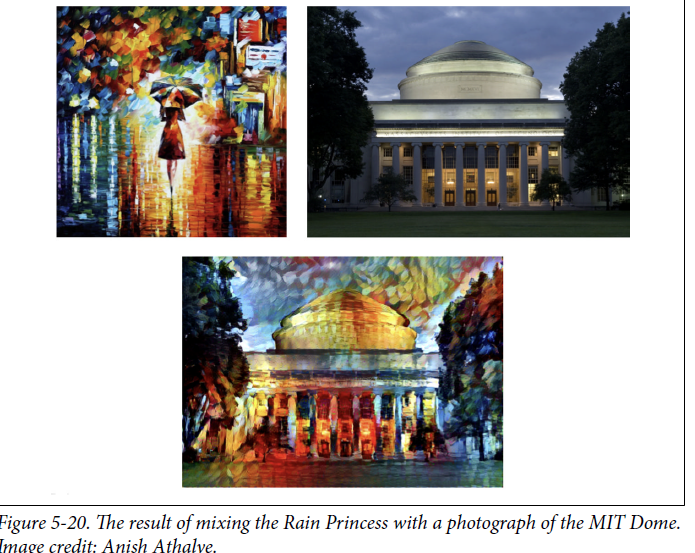 Figure 5-20. The result of mixing the Rain Princess with a photograph of the MIT Dome.
Image credit: Anish Athalye.